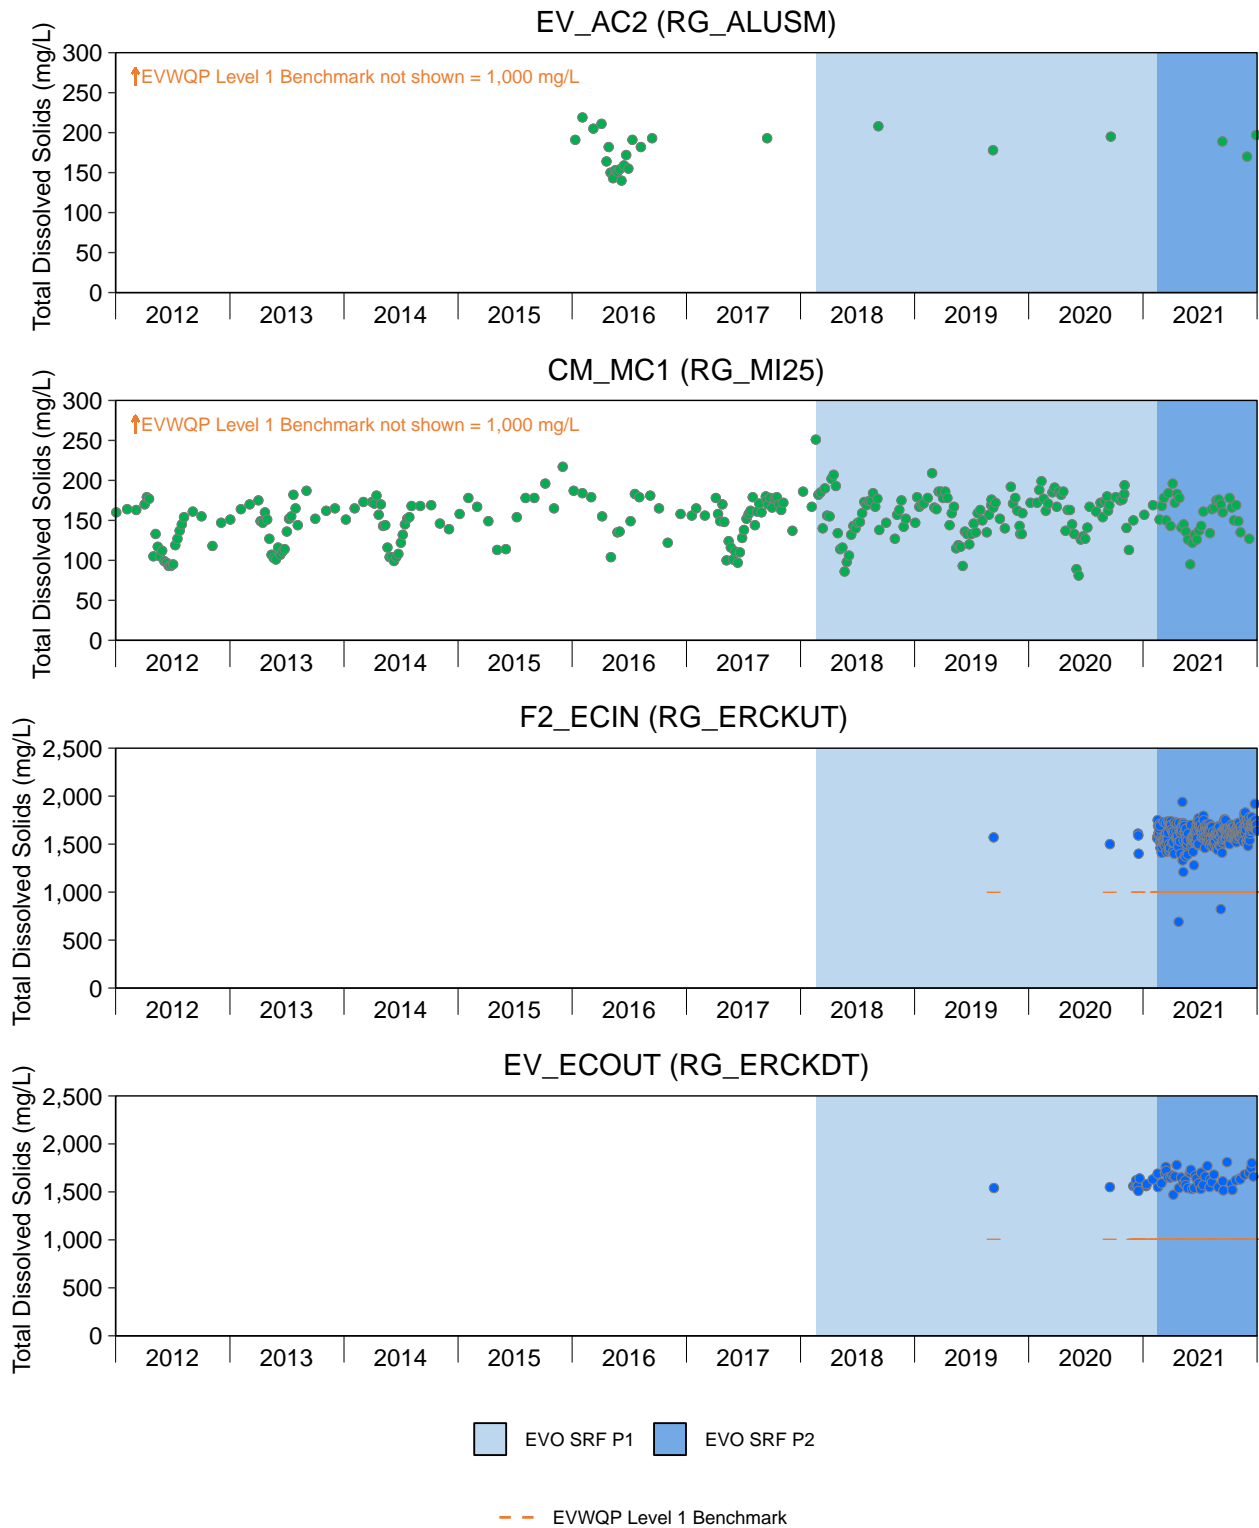 EV_AC2 (RG_ALUSM)
Total Dissolved Solids (mg/L)
300
250
200
150
100
50
0
↑EVWQP Level 1 Benchmark not shown = 1,000 mg/L
2012 2013 2014 2015 2016 2017 2018 2019 2020 2021
CM_MC1 (RG_MI25)
Total Dissolved Solids (mg/L)
300
250
200
150
100
50
0
↑EVWQP Level 1 Benchmark not shown = 1,000 mg/L
2012 2013 2014 2015 2016 2017 2018 2019 2020 2021
F2_ECIN (RG_ERCKUT)
Total Dissolved Solids (mg/L)
2,500
2,000
1,500
1,000
500
0
2012 2013 2014 2015 2016 2017 2018 2019 2020 2021
EV_ECOUT (RG_ERCKDT)
Total Dissolved Solids (mg/L)
2,500
2,000
1,500
1,000
500
0
2012 2013 2014 2015 2016 2017 2018 2019 2020 2021
EVO SRF P1 EVO SRF P2
EVWQP Level 1 Benchmark